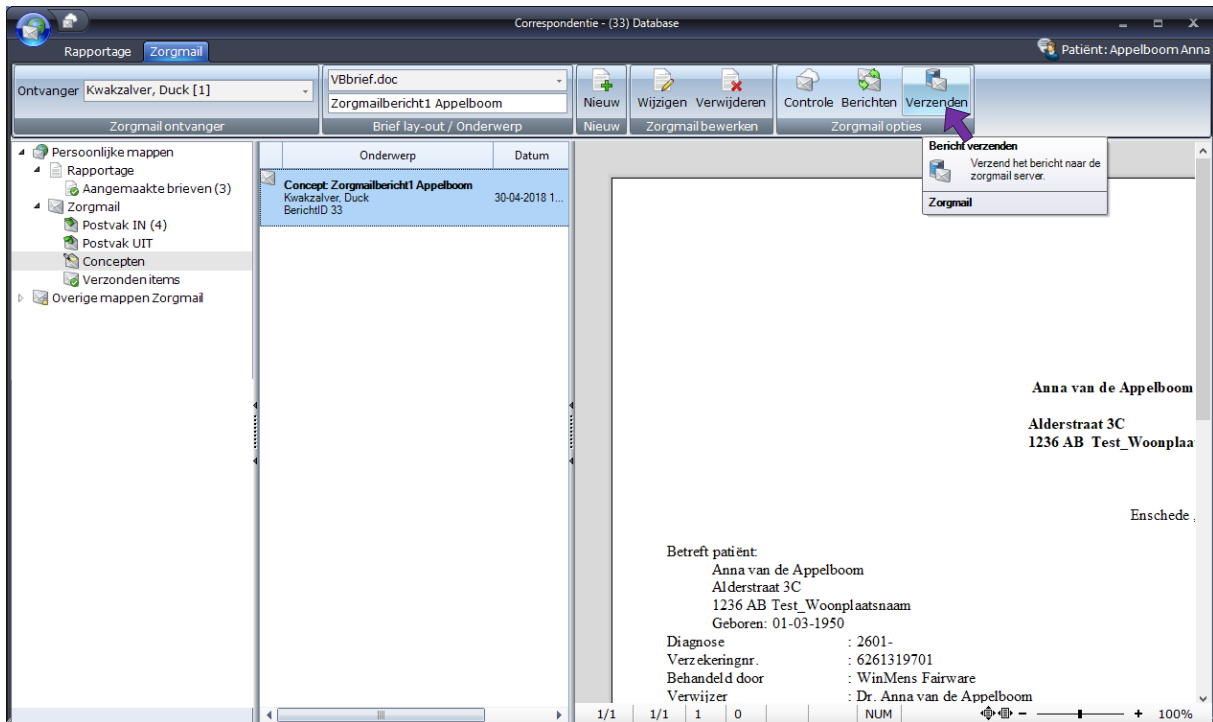 Correspondentie - (33) Database
Rapportage Zorgmail
Patiënt: Appelboom Anna
Ontvanger Kwakzalver, Duck [1]
Zorgmail ontvanger
VBbrief.doc
Zorgmailbericht1 Appelboom
Brief lay-out / Onderwerp
Nieuw
Nieuw
Wijzigen Verwijderen
Zorgmail bewerken
Controle Berichten Verzenden
Zorgmail opties
Bericht verzenden
Verzend het bericht naar de
zorgmail server.
Zorgmail
Persoonlijke mappen
Rapportage
Aangemaakte brieven (3)
Zorgmail
Postvak IN (4)
Postvak UIT
Concepten
Verzonden items
Overige mappen Zorgmail
Onderwerp Datum
Concept: Zorgmailbericht1 Appelboom
Kwakzalver, Duck 30-04-2018 1...
BerichtID 33
Anna van de Appelboom
Alderstraat 3C
1236 AB Test_Woonplaa
Enschede ,
Betreft patiënt:
Anna van de Appelboom
Alderstraat 3C
1236 AB Test_Woonplaatsnaam
Geboren: 01-03-1950
Diagnose : 2601-
Verzekeringnr. : 6261319701
Behandeld door : WinMens Fairware
Verwijzer : Dr. Anna van de Appelboom
1/1 1/1 1 0 NUM 100%